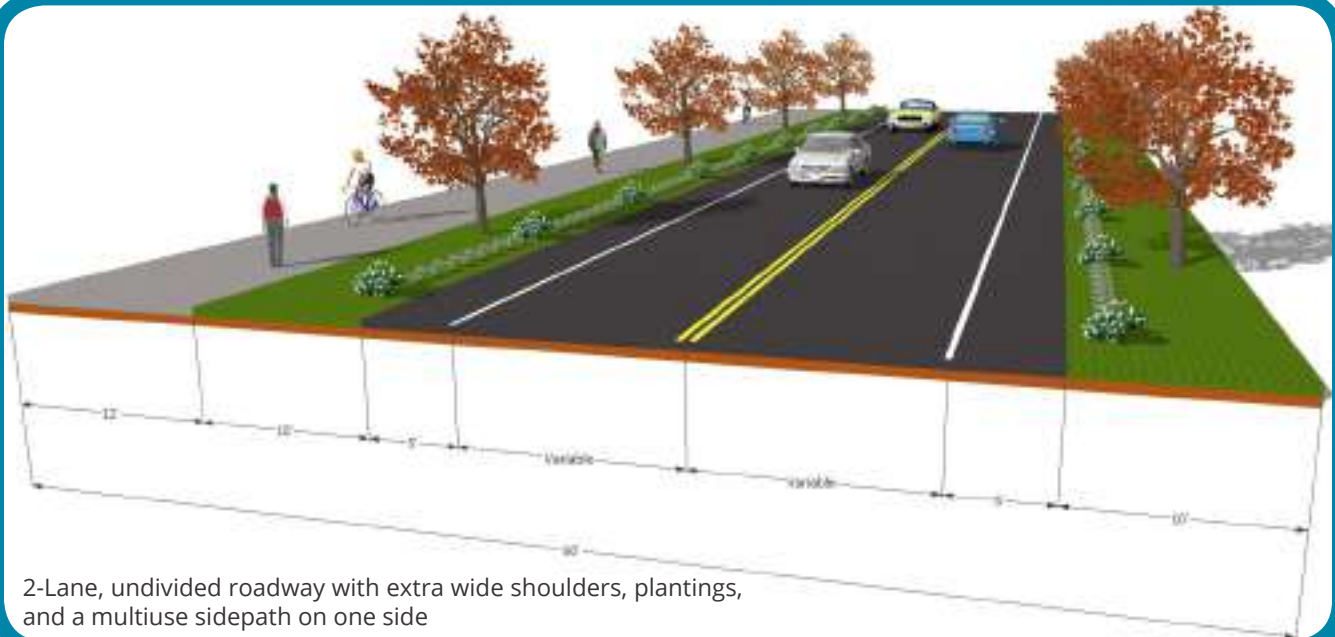 12'
10'
5'
Variable
Variable
5'
10'
2-Lane, undivided roadway with extra wide shoulders, plantings,
and a multiuse sidepath on one side